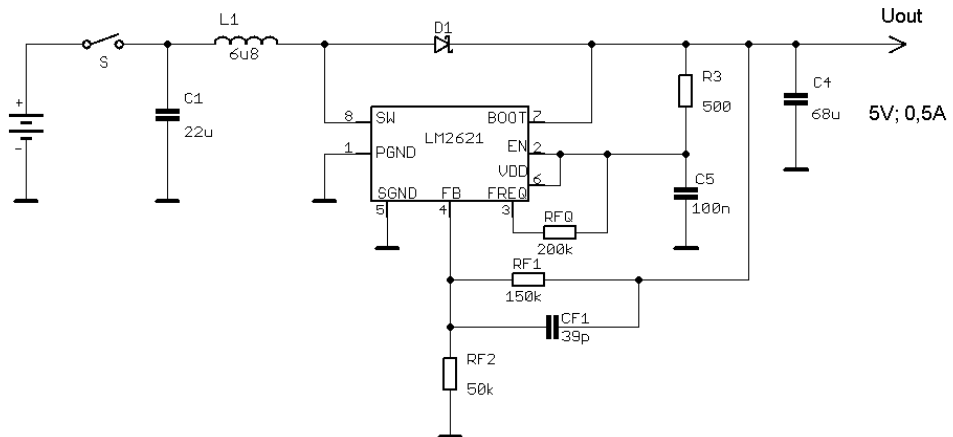 Uout
L1
D1
6u8
S
+
-
C1
22u
R3
500
C4
68u
5V; 0,5A
8
SW
BOOT
7
LM2621
EN
2
1
PGND
VDD
6
SGND
FB
FREQ
5
4
3
C5
100n
RFQ
200k
RF1
150k
CF1
39p
RF2
50k